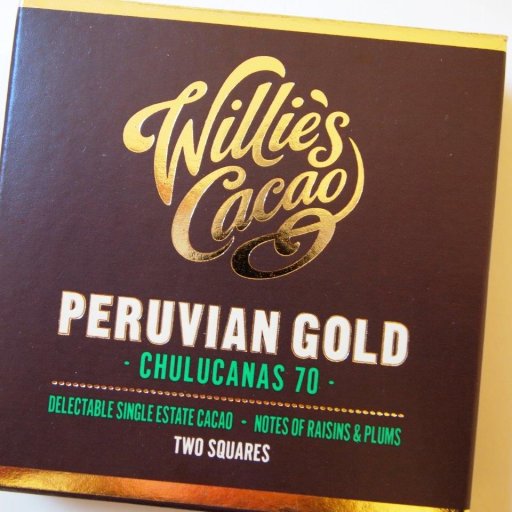 Willie's
Cacao
PERUVIAN GOLD
· CHULUCANAS 70 ·
DELECTABLE SINGLE ESTATE CACAO · NOTES OF RAISINS & PLUMS
TWO SQUARES